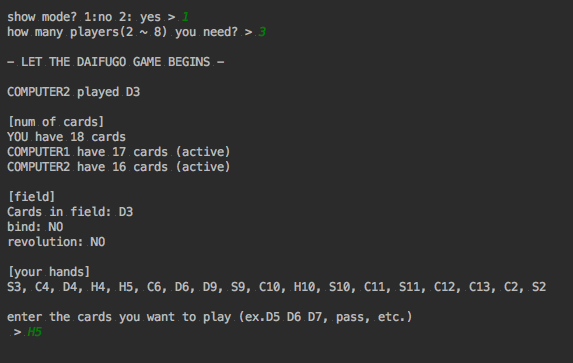 show mode? 1:no 2: yes > 1
how many players(2 ~ 8) you need? > 3
– LET THE DAIFUGO GAME BEGINS –
COMPUTER2 played D3
[num of cards]
YOU have 18 cards
COMPUTER1 have 17 cards (active)
COMPUTER2 have 16 cards (active)
[field]
Cards in field: D3
bind: NO
revolution: NO
[your hands]
S3, C4, D4, H4, H5, C6, D6, D9, S9, C10, H10, S10, C11, S11, C12, C13, C2, S2
enter the cards you want to play (ex.D5 D6 D7, pass, etc.)
> H5